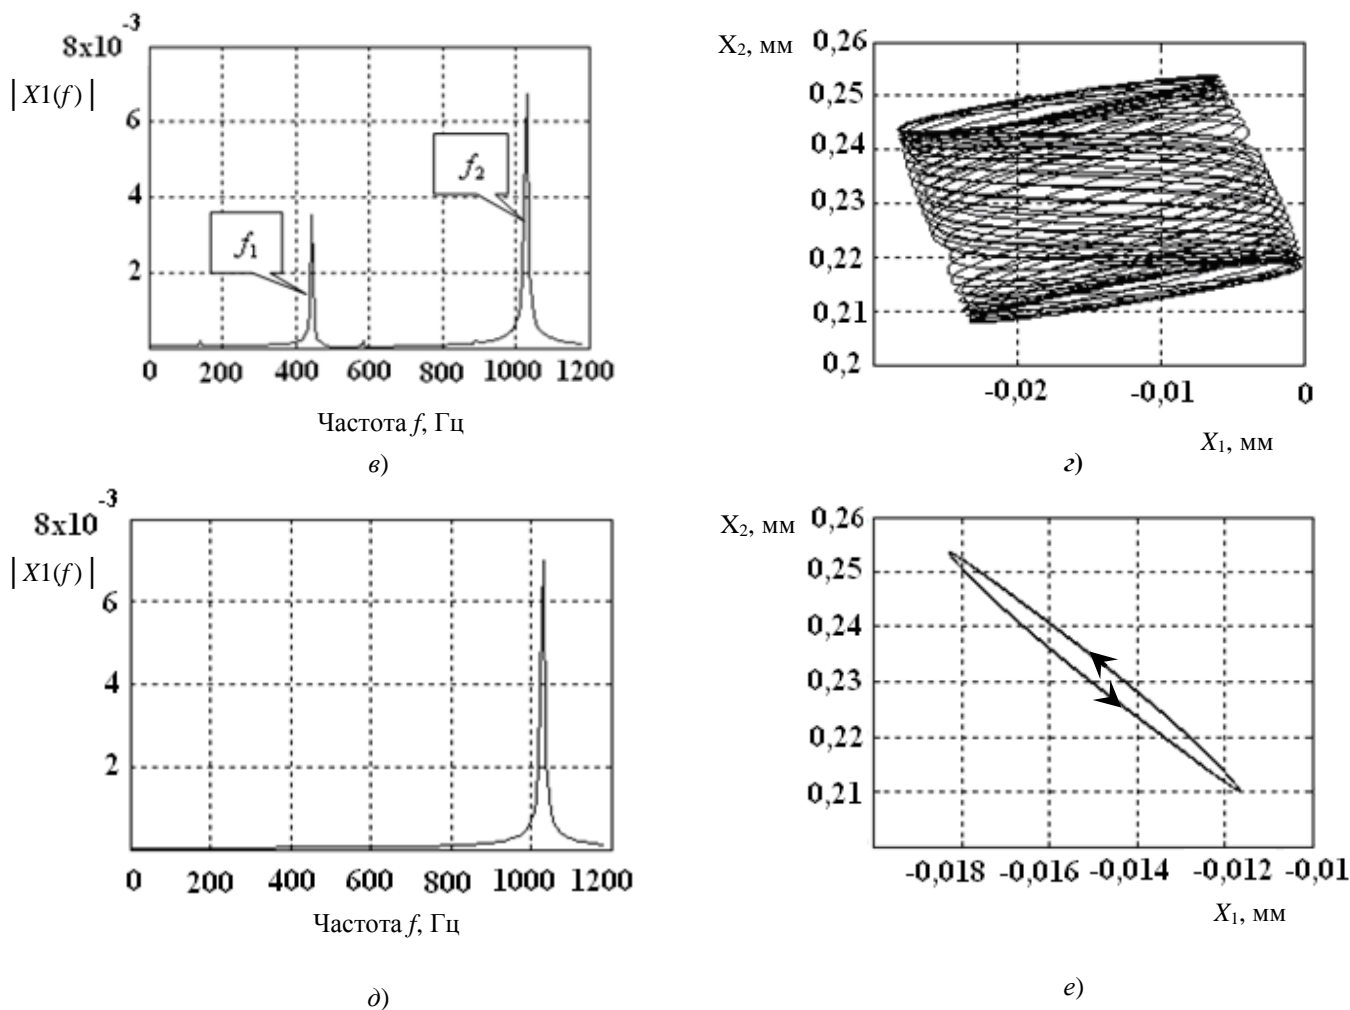 8x10 -3
|X1(f)|
6
4
2
f1
f2
0 200 400 600 800 1000 1200
Частота f, Гц
в)
X2, мм
0,26
0,25
0,24
0,23
0,22
0,21
0,2
-0,02 -0,01 0
X1, мм
г)
8x10 -3
|X1(f)|
6
4
2
0 200 400 600 800 1000 1200
Частота f, Гц
д)
X2, мм
0,26
0,25
0,24
0,23
0,22
0,21
-0,018 -0,016 -0,014 -0,012 -0,01
X1, мм
е)